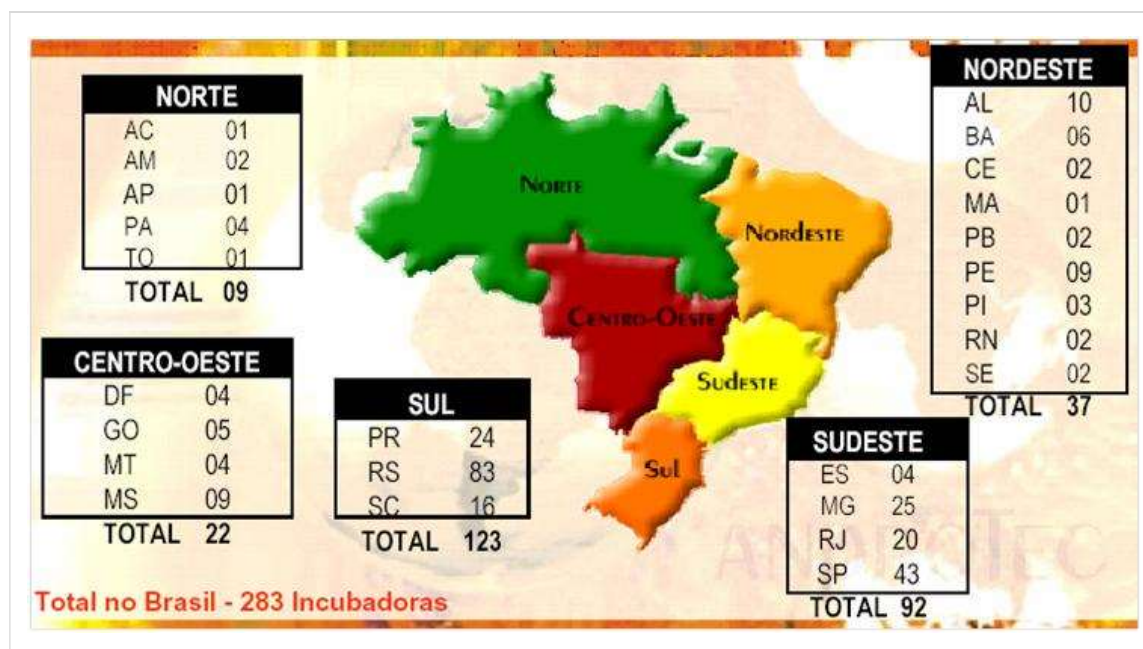 NORTE
AC 01
AM 02
AP 01
PA 04
TO 01
TOTAL 09
CENTRO-OESTE
DF 04
GO 05
MT 04
MS 09
TOTAL 22
SUL
PR 24
RS 83
SC 16
TOTAL 123
Norte
Nordeste
Centro-Oeste
Sudeste
Sul
NORDESTE
AL 10
BA 06
CE 02
MA 01
PB 02
PE 09
PI 03
RN 02
SE 02
TOTAL 37
SUDESTE
ES 04
MG 25
RJ 20
SP 43
TOTAL 92
Total no Brasil - 283 Incubadoras